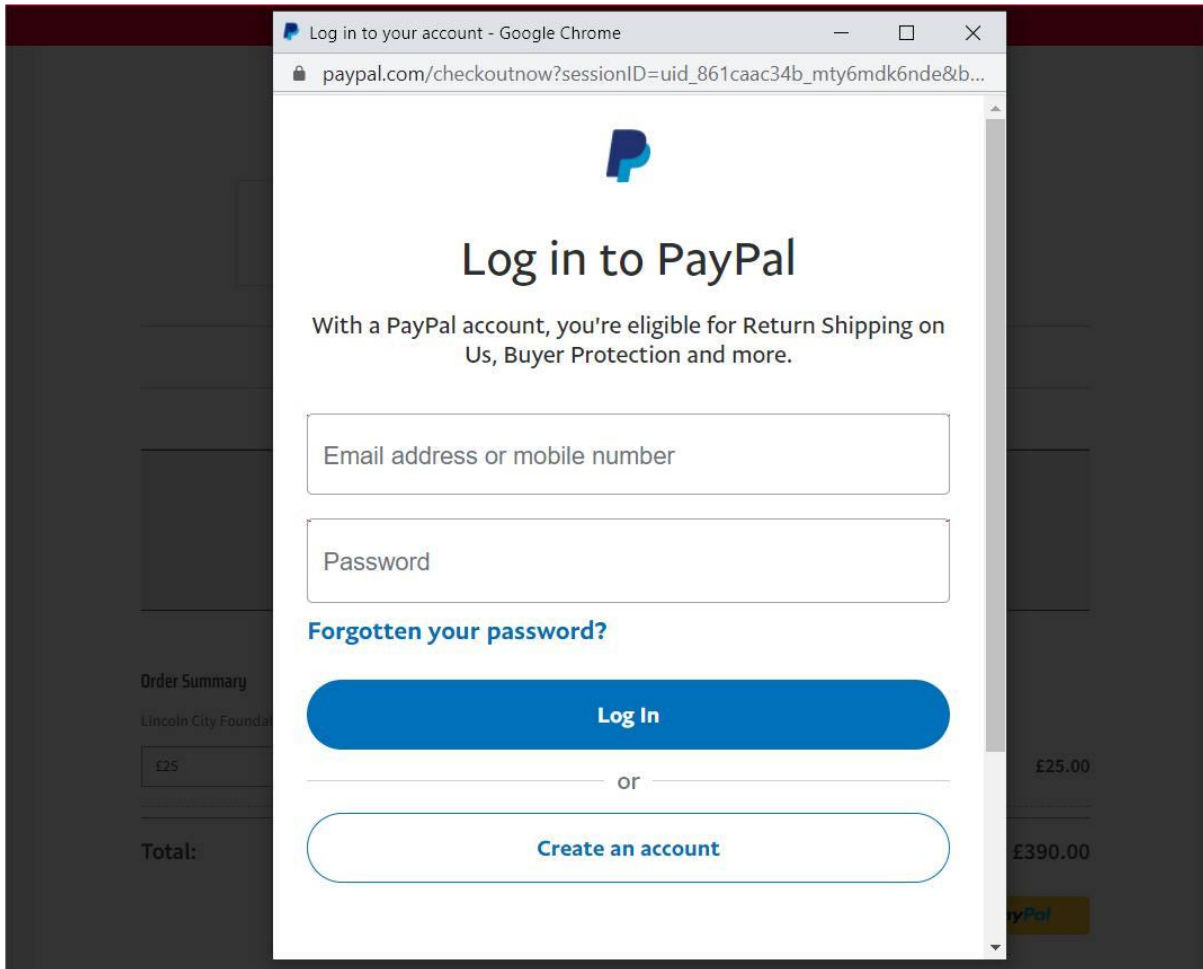 Log in to your account - Google Chrome
paypal.com/checkoutnow?sessionID=uid_861caac34b_mty6mdk6nde&b...
Log in to PayPal
With a PayPal account, you're eligible for Return Shipping on
Us, Buyer Protection and more.
Email address or mobile number
Password
Forgotten your password?
Log In
or
Create an account
Order Summary
Lincoln City Founda
£25
£25.00
Total:
£390.00
ayPal